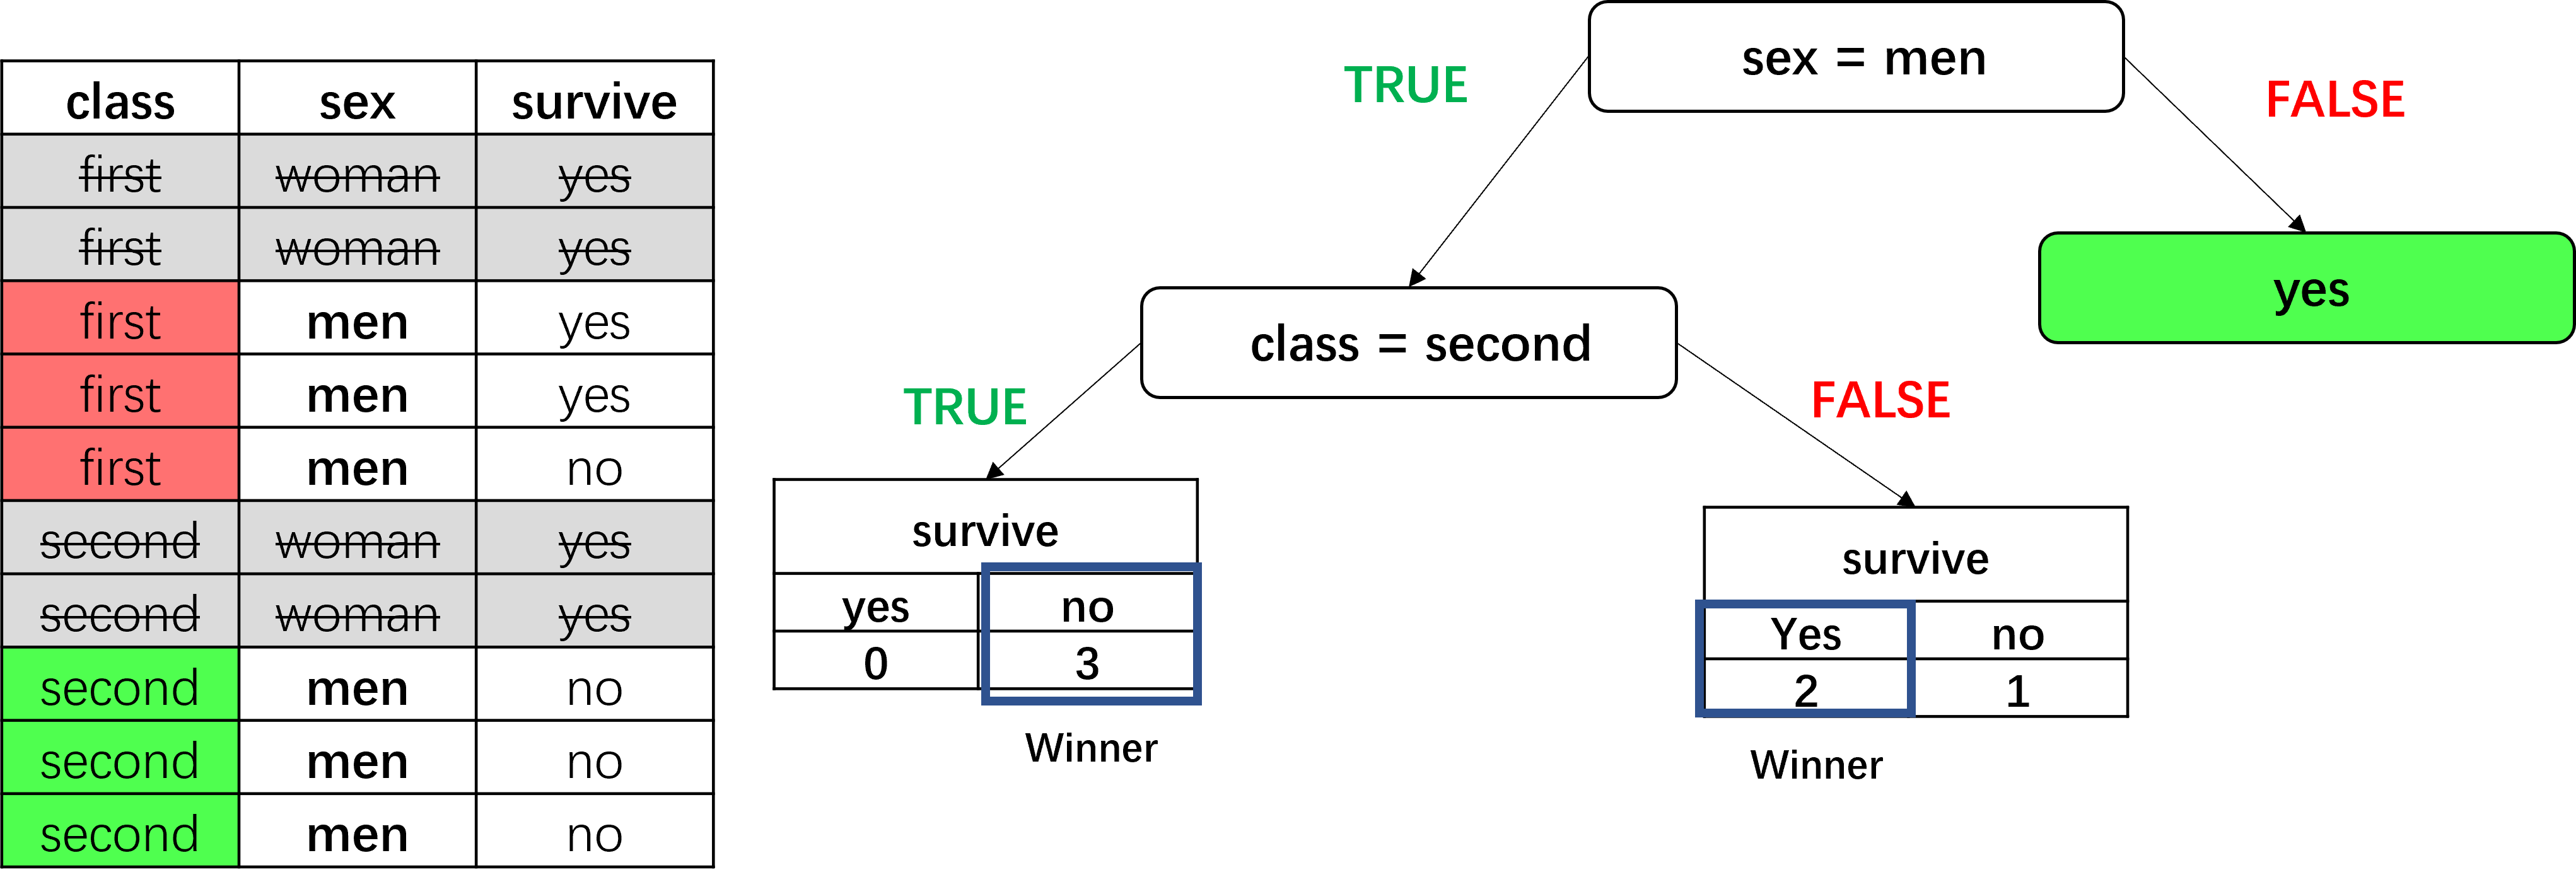 class sex survive
first woman yes
first woman yes
first men yes
first men yes
first men no
second woman yes
second woman yes
second men no
second men no
second men no
sex = men
TRUE
FALSE
yes
class = second
TRUE
FALSE
survive
yes no
0 3
Winner
survive
Yes no
2 1
Winner